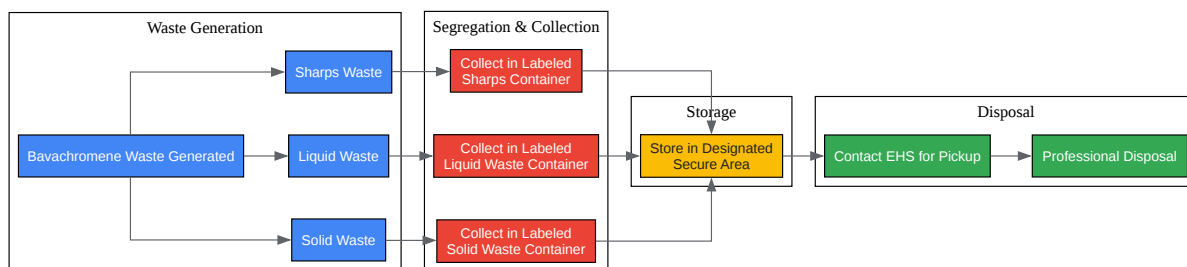 Waste Generation
Segregation & Collection
Sharps Waste
Collect in Labeled
Sharps Container
Storage
Disposal
Bavachromene Waste Generated
Liquid Waste
Collect in Labeled
Liquid Waste Container
Store in Designated
Secure Area
Contact EHS for Pickup
Professional Disposal
Solid Waste
Collect in Labeled
Solid Waste Container